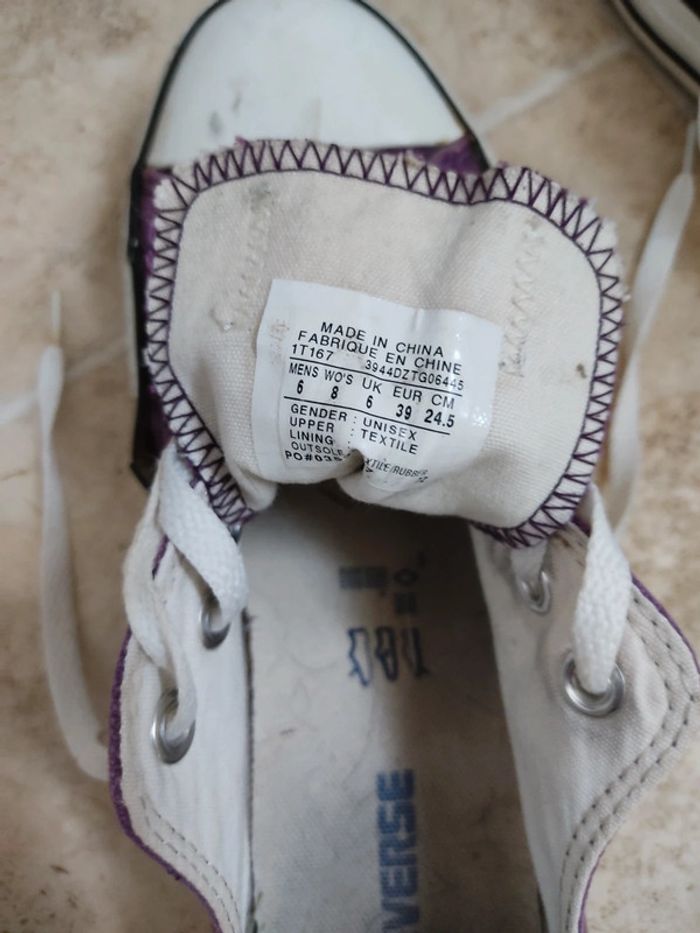 MADE IN CHINA
FABRIQUE EN CHINE
1T167 3944DZTG06445
MENS WO'S UK EUR CM
6 8 6 39 24.5
GENDER : UNISEX
UPPER : TEXTILE
LINING :
OUTSOLE
VERSE